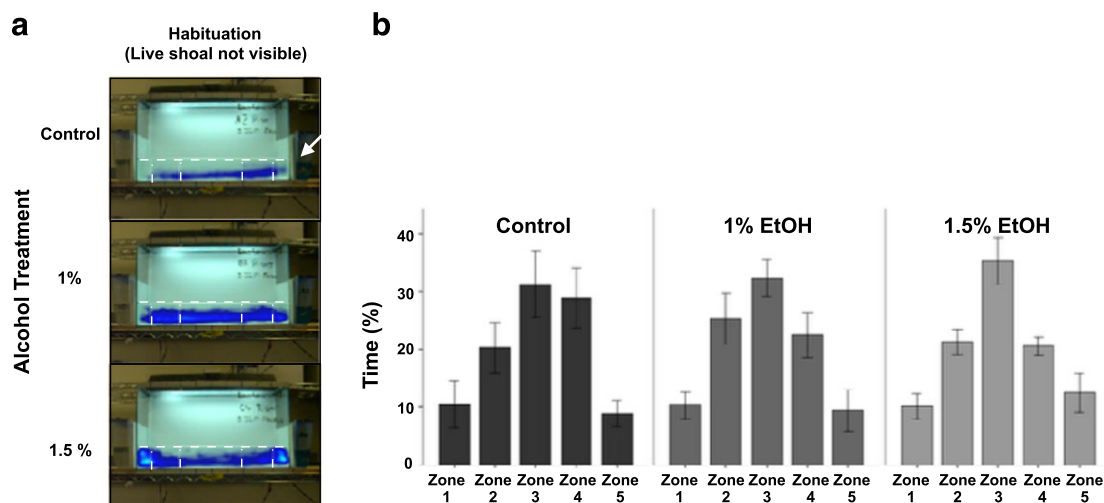 a
Habituation
(Live shoal not visible)
Alcohol Treatment
Control
1%
1.5 %
b
Time (%)
40
30
20
10
0
Control
1% EtOH
1.5% EtOH
Zone 1
Zone 2
Zone 3
Zone 4
Zone 5
Zone 1
Zone 2
Zone 3
Zone 4
Zone 5
Zone 1
Zone 2
Zone 3
Zone 4
Zone 5